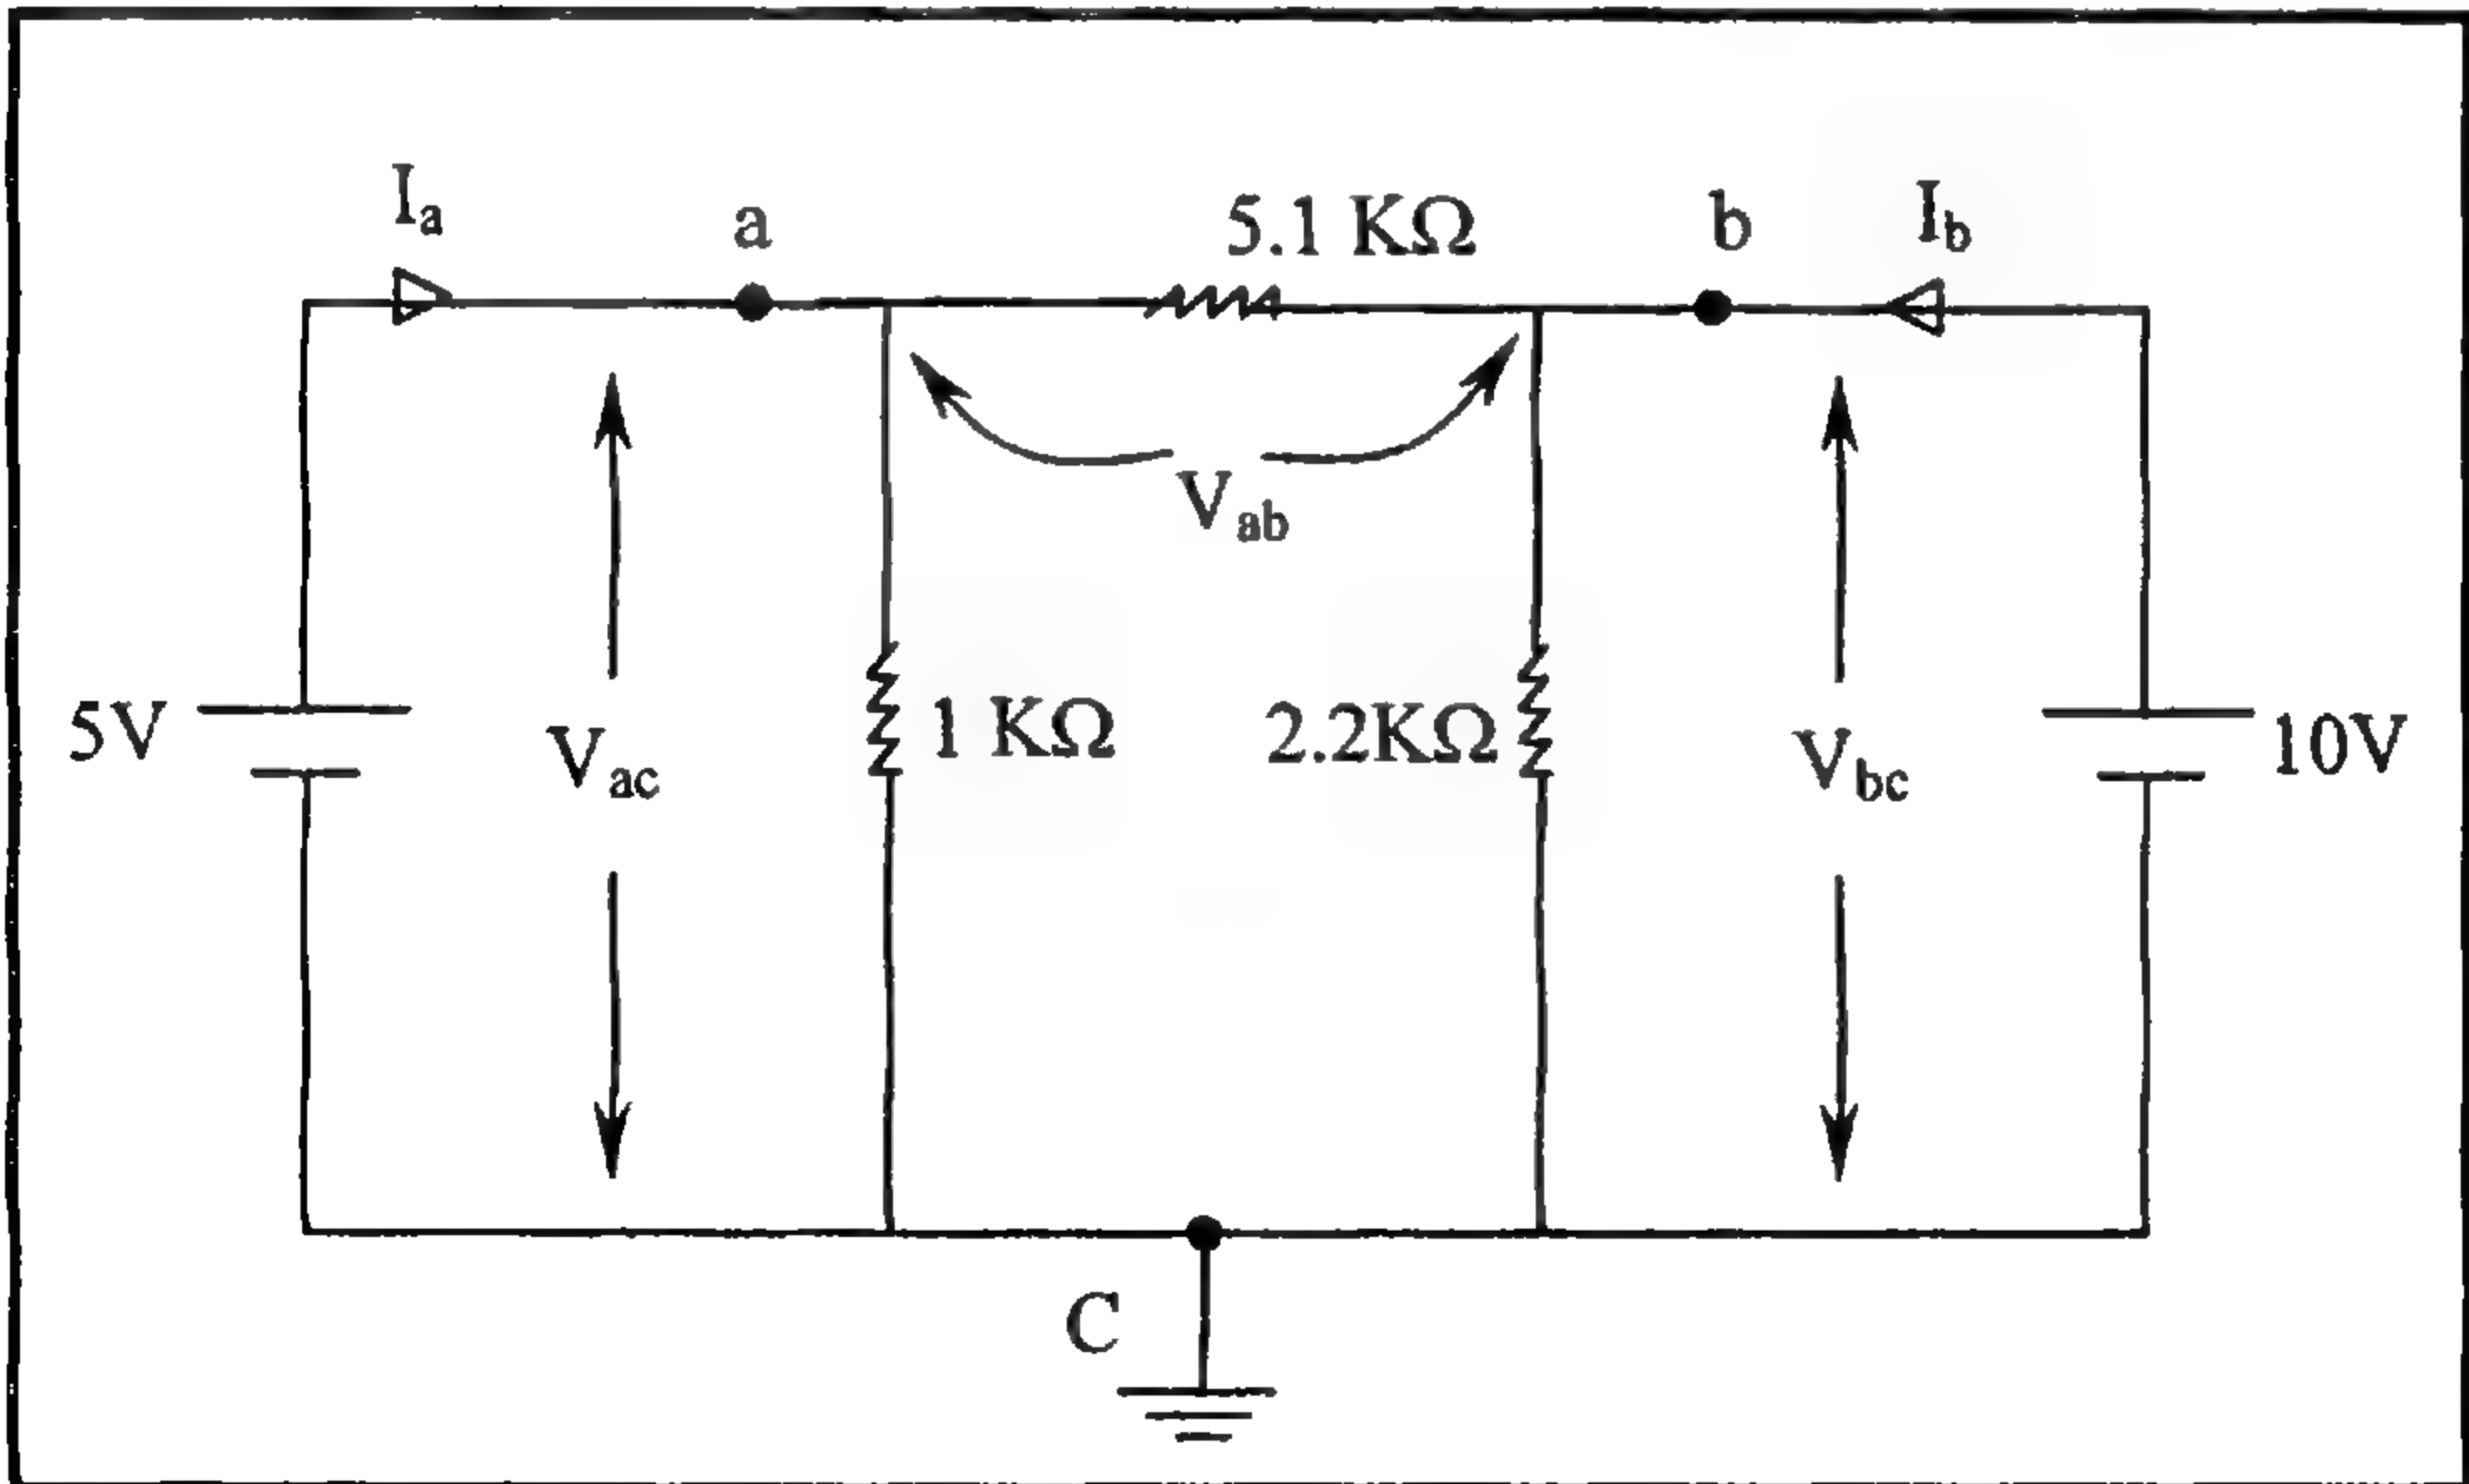 Ia
a
5.1 KΩ
b
Ib
Vab
5V
Vac
1 KΩ
2.2KΩ
Vbc
10V
C